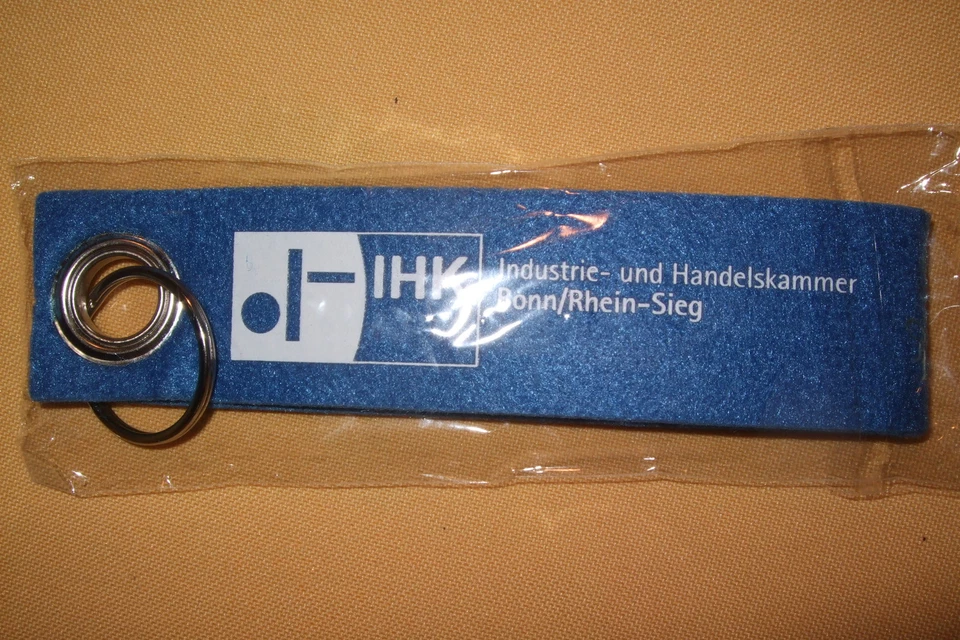 IHK
Industrie- und Handelskammer
Bonn/Rhein-Sieg